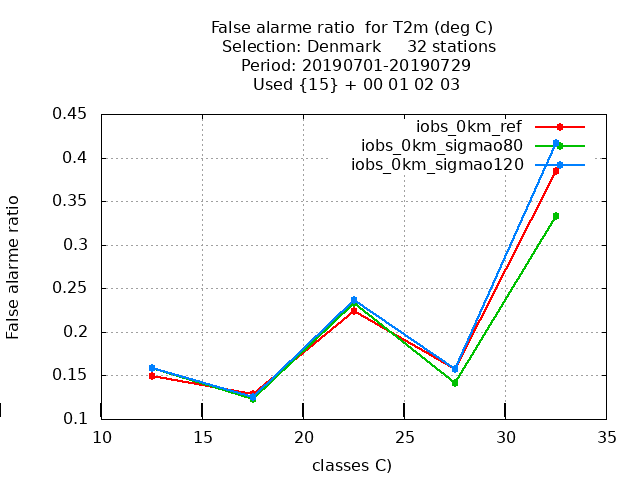 False alarme ratio  for T2m (deg C)
Selection: Denmark     32 stations
Period: 20190701-20190729
Used {15} + 00 01 02 03
iobs_0km_ref
iobs_0km_sigmao80
iobs_0km_sigmao120
False alarme ratio
0.45
0.4
0.35
0.3
0.25
0.2
0.15
0.1
10 15 20 25 30 35
classes C)